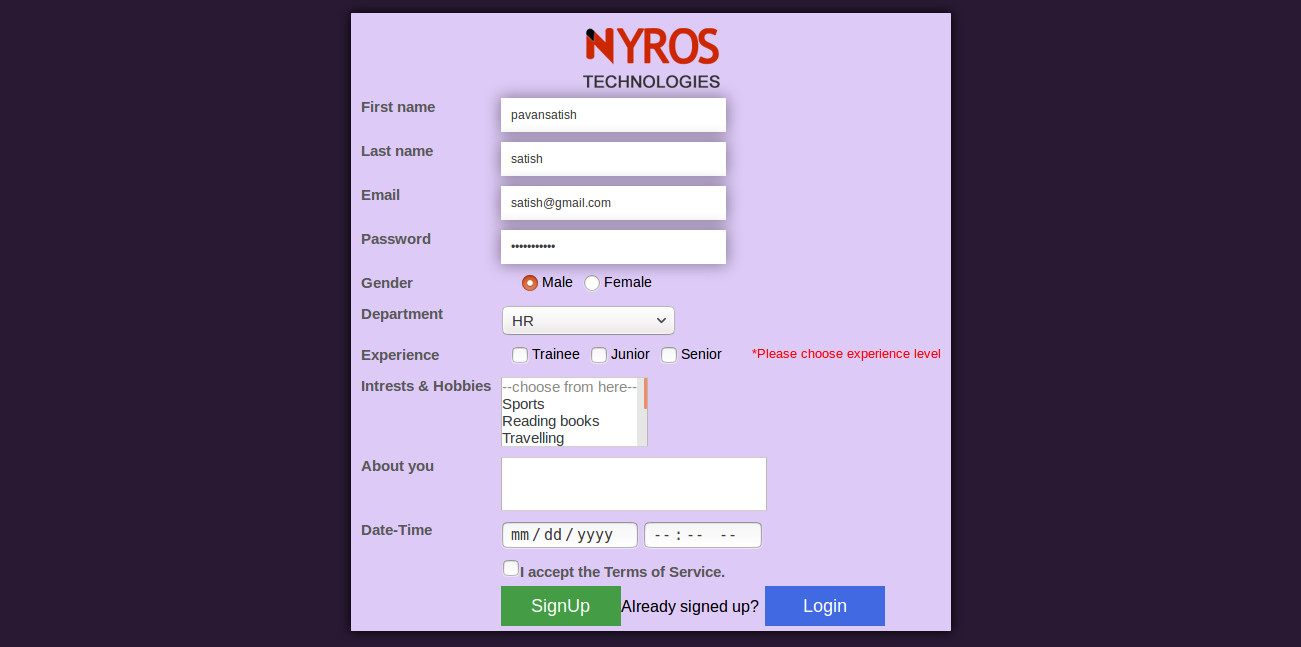 NYROS
TECHNOLOGIES
First name pavansatish
Last name satish
Email satish@gmail.com
Password •••••••••••
Gender Male Female
Department HR
Experience Trainee Junior Senior *Please choose experience level
Intrests & Hobbies --choose from here--
Sports
Reading books
Travelling
About you
Date-Time mm/dd/yyyy --:-- --
I accept the Terms of Service.
SignUp Already signed up? Login